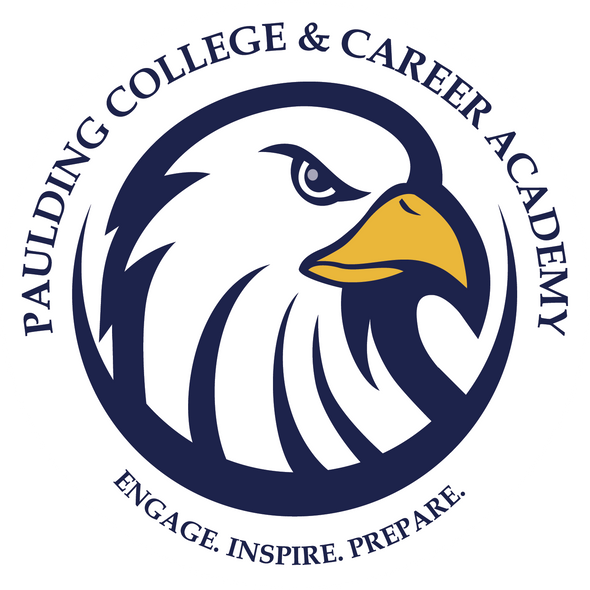 PAULDING COLLEGE & CAREER ACADEMY
ENGAGE. INSPIRE. PREPARE.